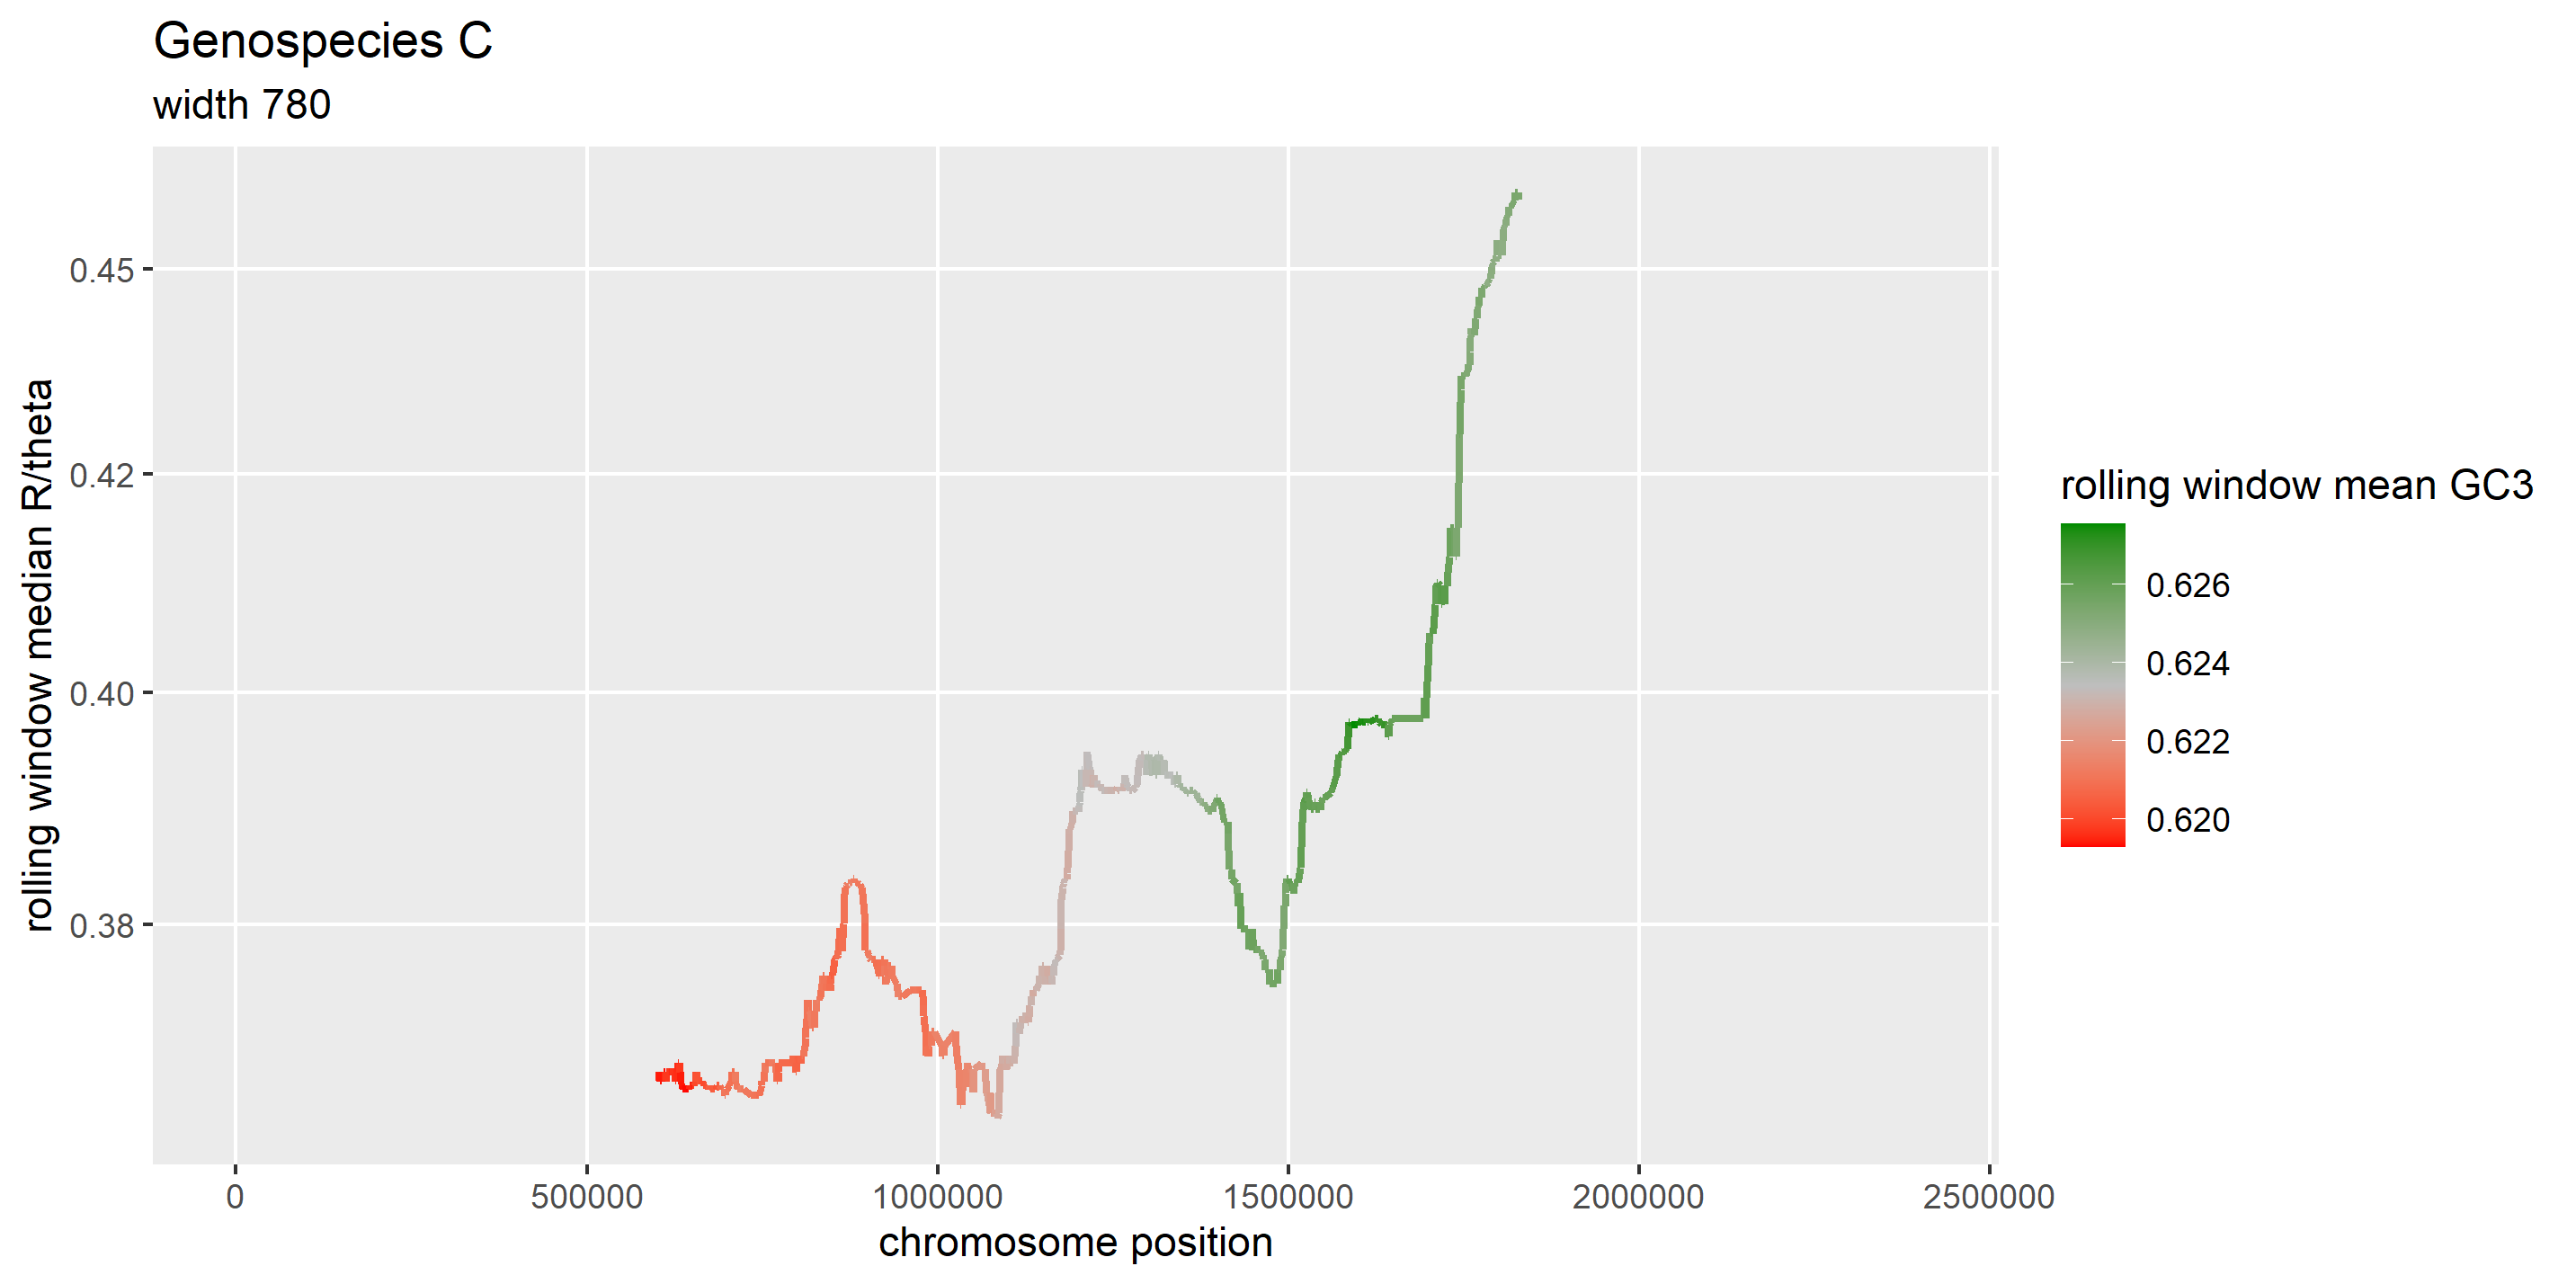 Genospecies C
width 780
rolling window median R/theta
0.45
0.42
0.40
0.38
0
500000
1000000
1500000
2000000
2500000
chromosome position
rolling window mean GC3
0.626
0.624
0.622
0.620